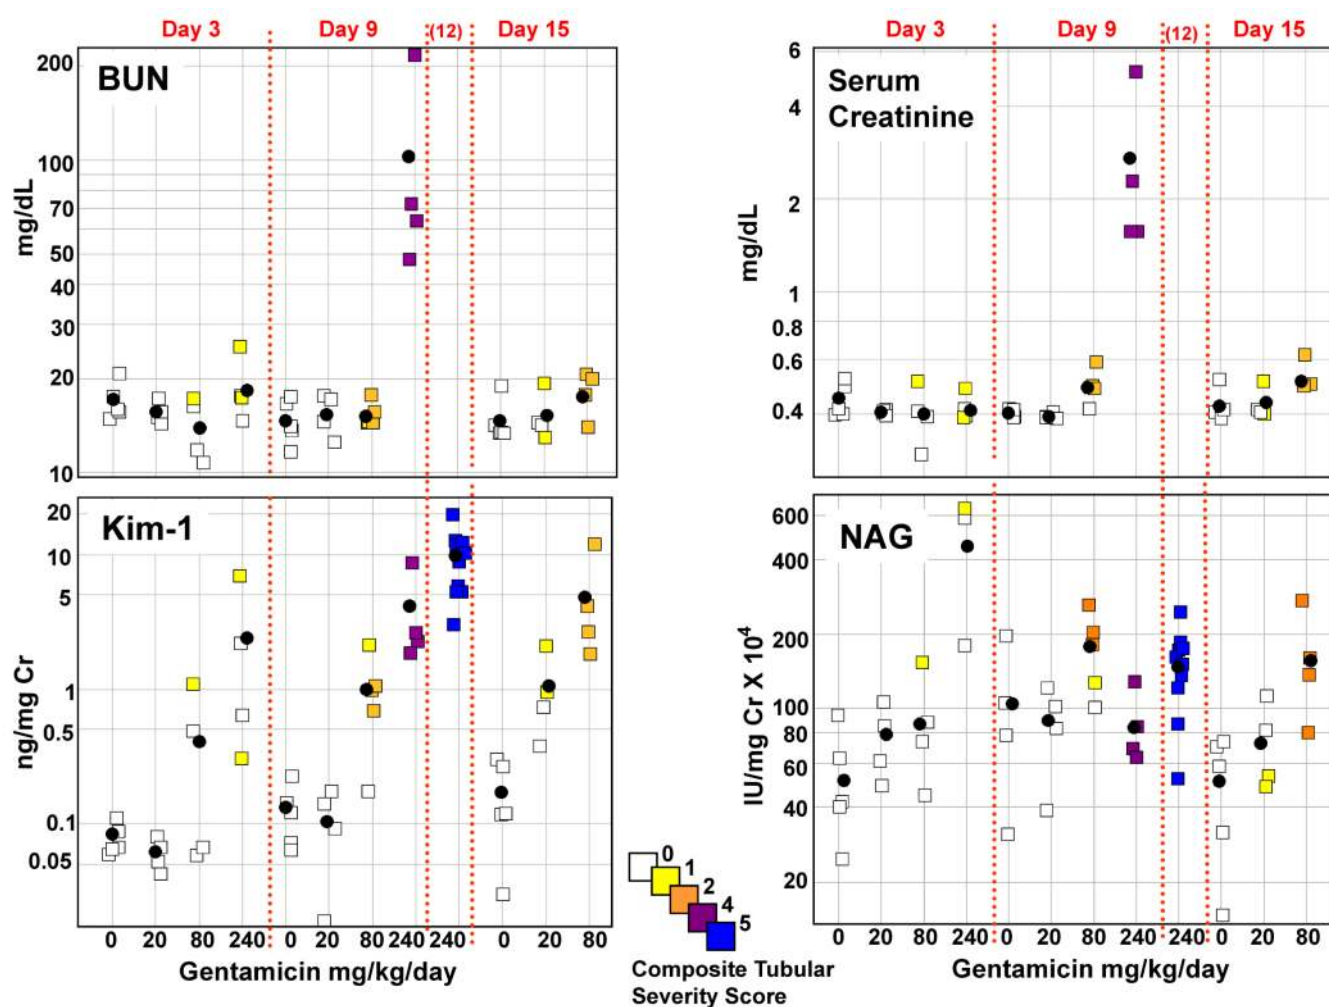 Day 3 Day 9 (12) Day 15
BUN
mg/dL
200
100
70
50
40
30
20
10
Day 3 Day 9 (12) Day 15
Serum
Creatinine
mg/dL
6
4
2
1
0.8
0.6
0.4
Kim-1
ng/mg Cr
20
10
5
1
0.5
0.1
0.05
0 20 80 240 0 20 80 240 240 0 20 80
Gentamicin mg/kg/day
0
1
2
4
5
Composite Tubular
Severity Score
NAG
IU/mg Cr X 10⁴
600
400
200
100
80
60
40
20
0 20 80 240 0 20 80 240 240 0 20 80
Gentamicin mg/kg/day